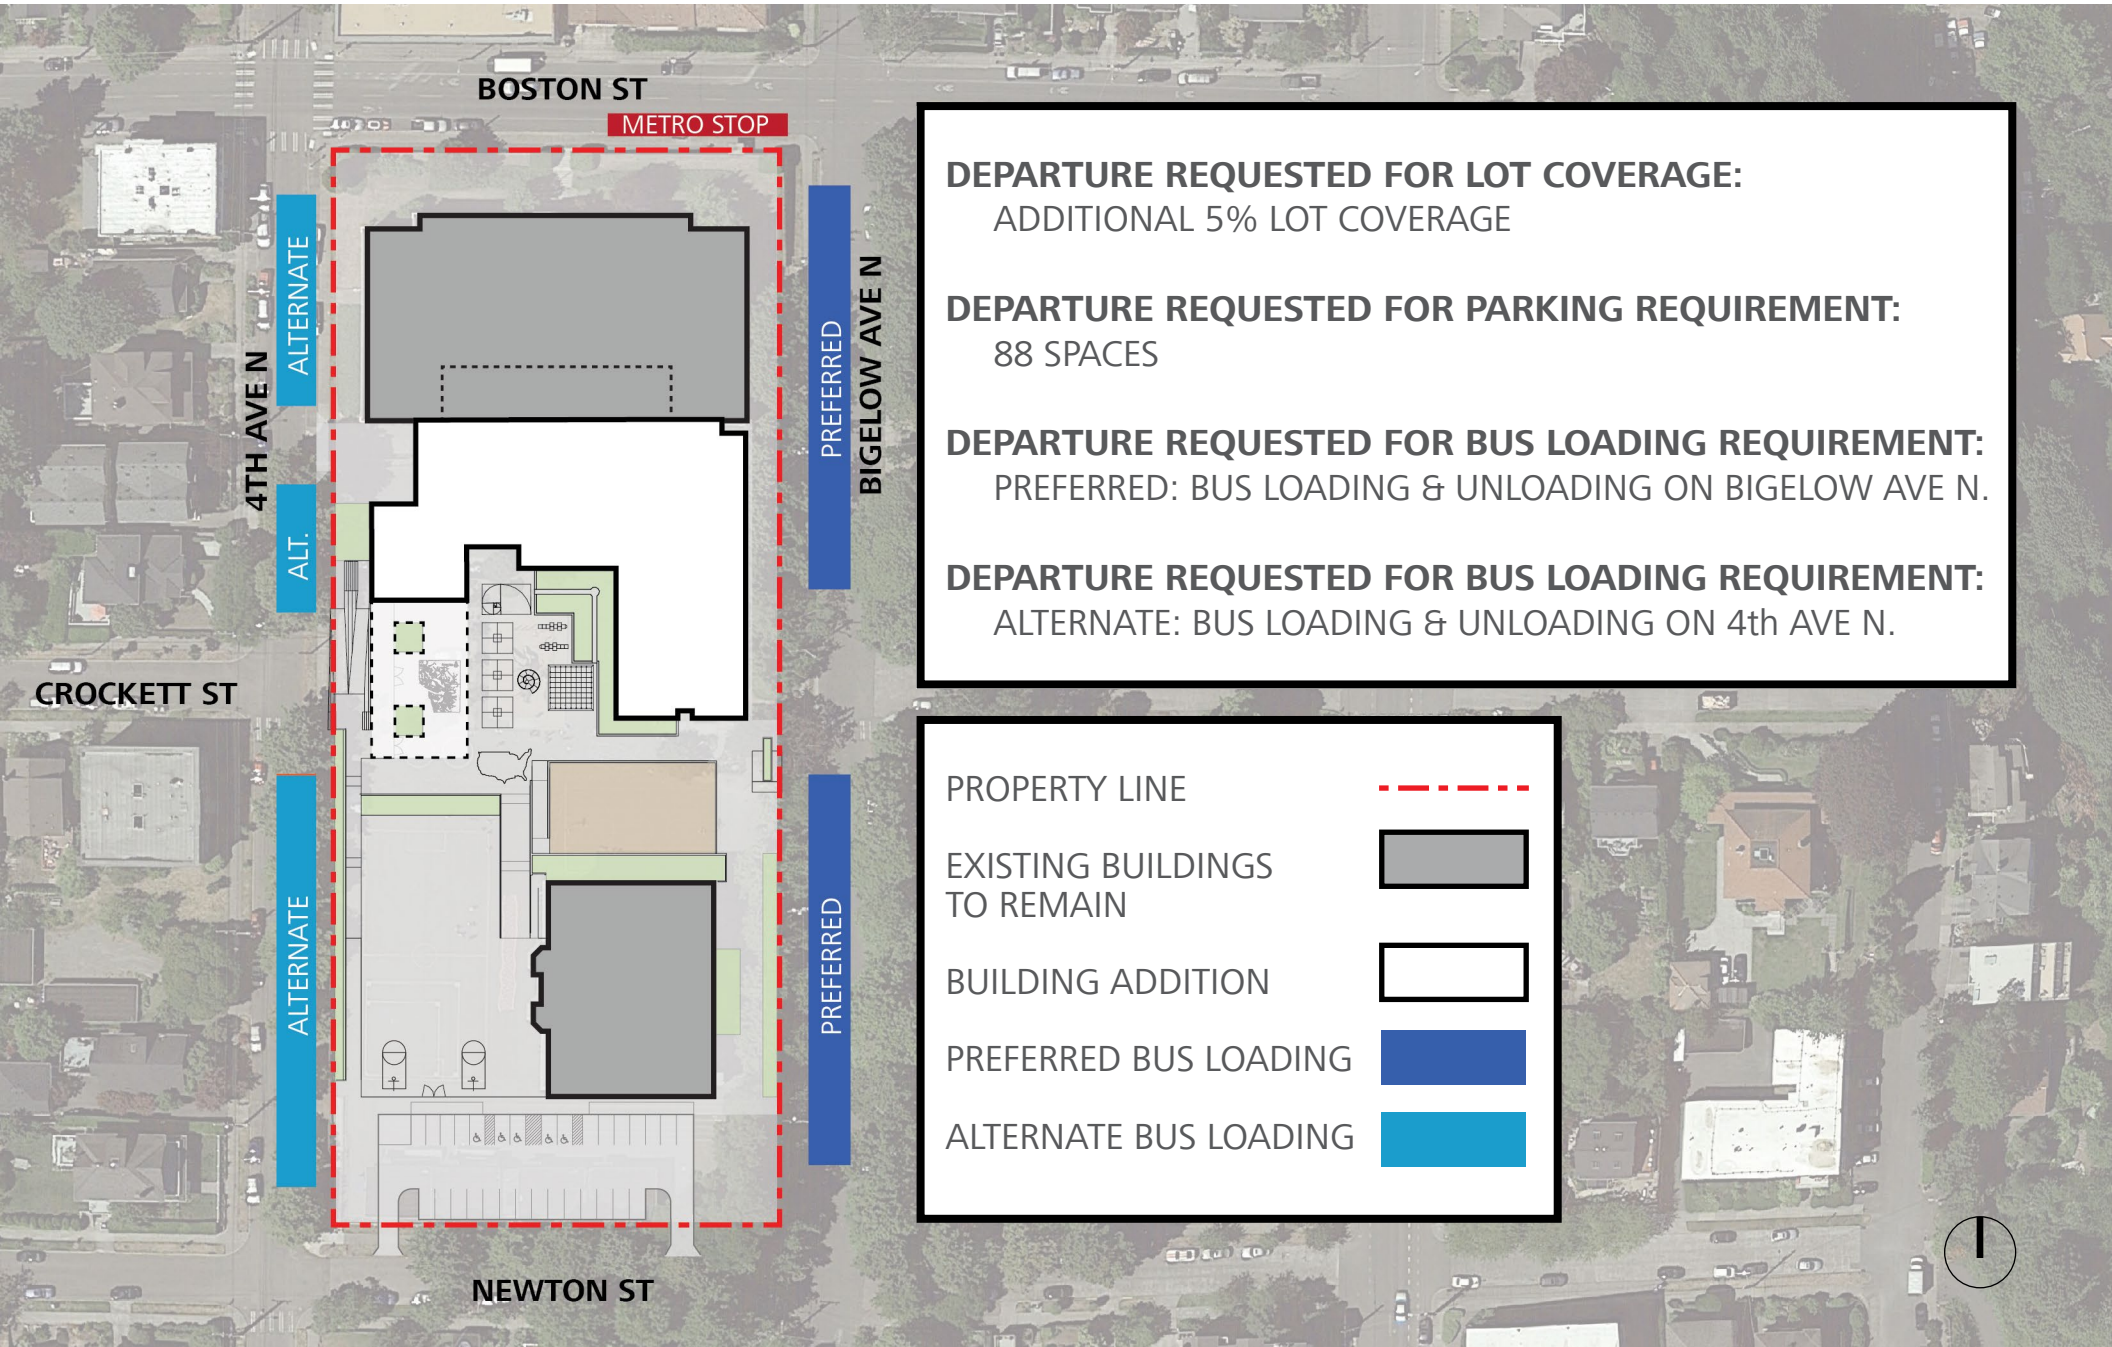 BOSTON ST
METRO STOP
ALTERNATE
4TH AVE N
ALT.
PREFERRED
BIGELOW AVE N
CROCKETT ST
ALTERNATE
PREFERRED
NEWTON ST
DEPARTURE REQUESTED FOR LOT COVERAGE:
ADDITIONAL 5% LOT COVERAGE
DEPARTURE REQUESTED FOR PARKING REQUIREMENT:
88 SPACES
DEPARTURE REQUESTED FOR BUS LOADING REQUIREMENT:
PREFERRED: BUS LOADING & UNLOADING ON BIGELOW AVE N.
DEPARTURE REQUESTED FOR BUS LOADING REQUIREMENT:
ALTERNATE: BUS LOADING & UNLOADING ON 4th AVE N.
PROPERTY LINE
EXISTING BUILDINGS
TO REMAIN
BUILDING ADDITION
PREFERRED BUS LOADING
ALTERNATE BUS LOADING